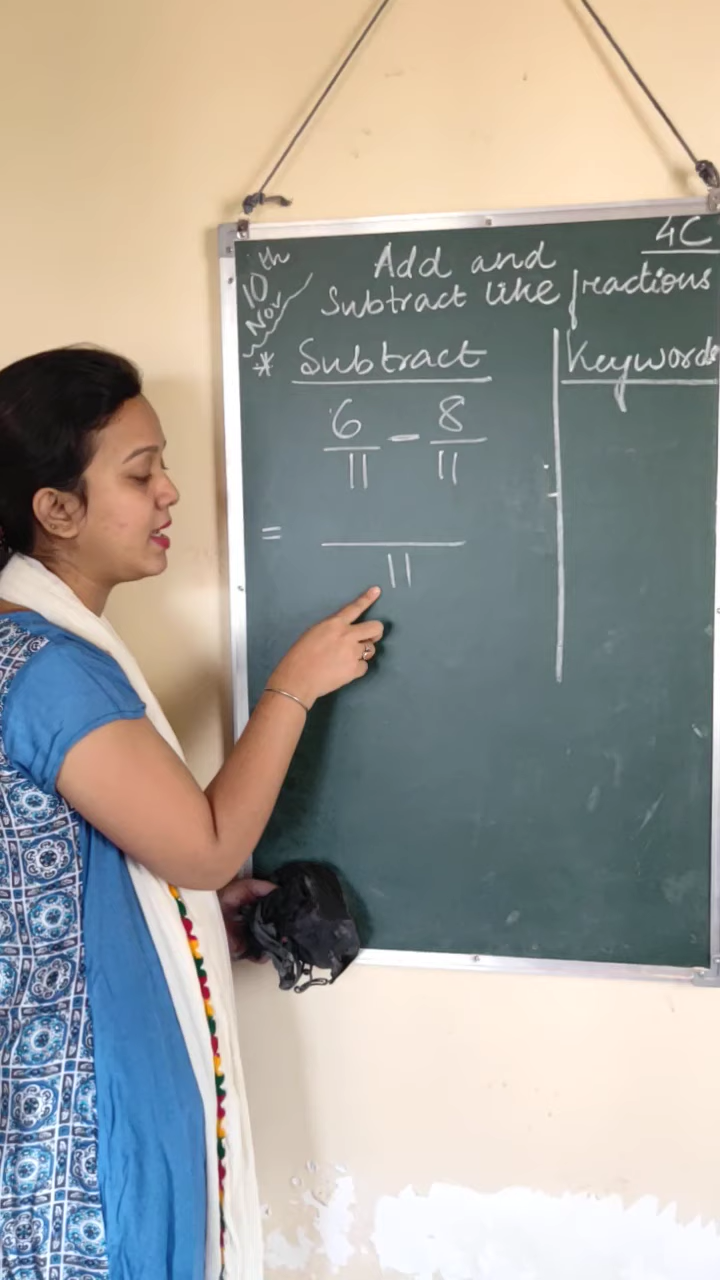 4C
10th Nov
Add and
Subtract like fractions
* Subtract
Keywords
6/11 - 8/11
= /11